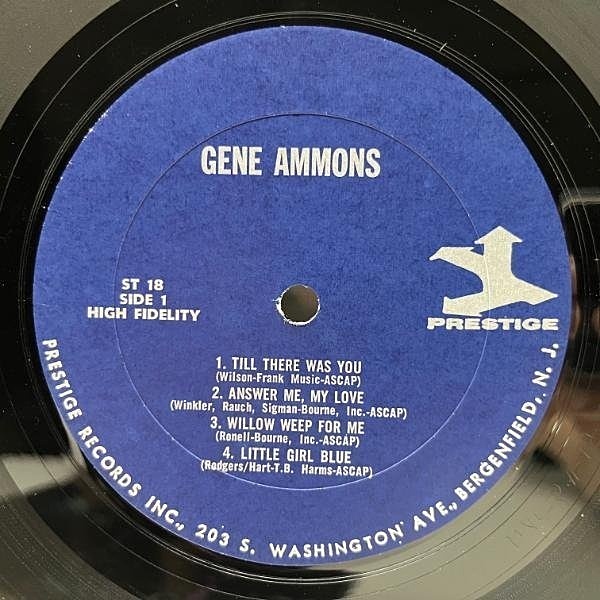 GENE AMMONS
ST 18
SIDE 1
HIGH FIDELITY
PRESTIGE
1. TILL THERE WAS YOU
(Wilson-Frank Music-ASCAP)
2. ANSWER ME, MY LOVE
(Winkler, Rauch, Sigman-Bourne, Inc.-ASCAP)
3. WILLOW WEEP FOR ME
(Ronell-Bourne, Inc.-ASCAP)
4. LITTLE GIRL BLUE
(Rodgers/Hart-T.B. Harms-ASCAP)
PRESTIGE RECORDS INC., 203 S. WASHINGTON AVE., BERGENFIELD, N. J.